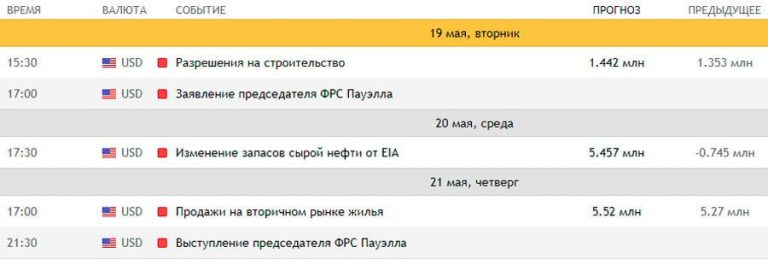 ВРЕМЯ ВАЛЮТА СОБЫТИЕ ПРОГНОЗ ПРЕДЫДУЩЕЕ
19 мая, вторник
15:30 USD Разрешения на строительство 1.442 млн 1.353 млн
17:00 USD Заявление председателя ФРС Пауэлла
20 мая, среда
17:30 USD Изменение запасов сырой нефти от EIA 5.457 млн -0.745 млн
21 мая, четверг
17:00 USD Продажи на вторичном рынке жилья 5.52 млн 5.27 млн
21:30 USD Выступление председателя ФРС Пауэлла